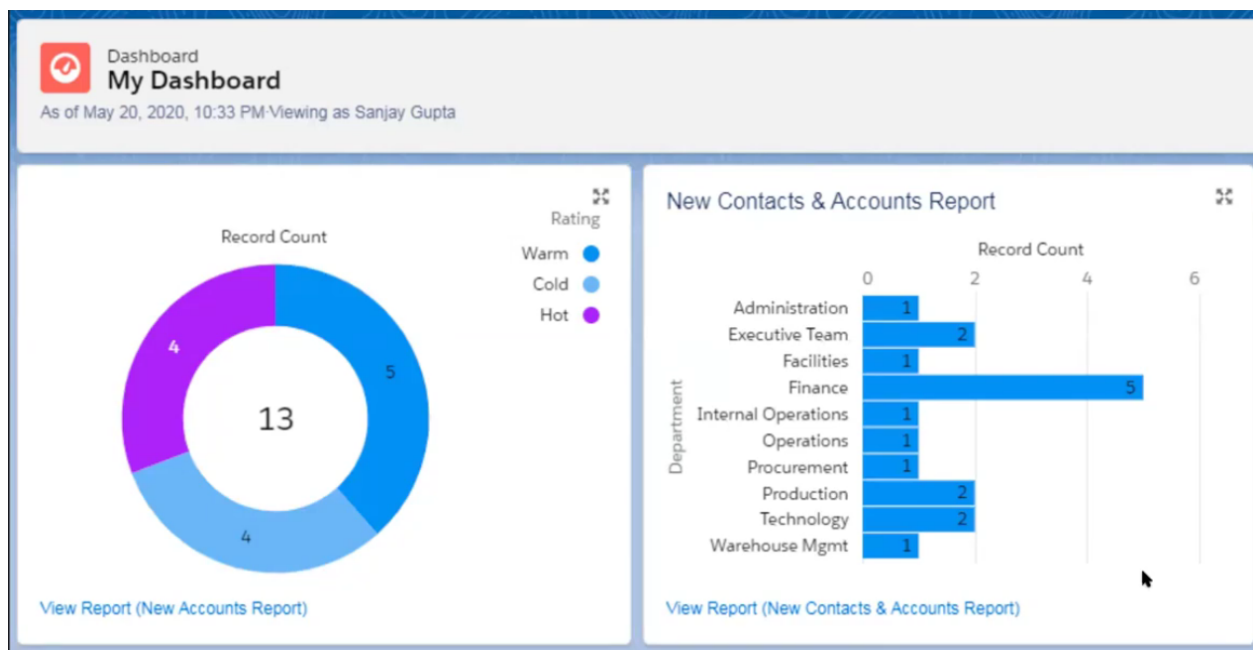 Dashboard
My Dashboard
As of May 20, 2020, 10:33 PM·Viewing as Sanjay Gupta
Record Count
Rating
Warm
Cold
Hot
4
5
13
4
View Report (New Accounts Report)
New Contacts & Accounts Report
Record Count
0 2 4 6
Department
Administration 1
Executive Team 2
Facilities 1
Finance 5
Internal Operations 1
Operations 1
Procurement 1
Production 2
Technology 2
Warehouse Mgmt 1
View Report (New Contacts & Accounts Report)